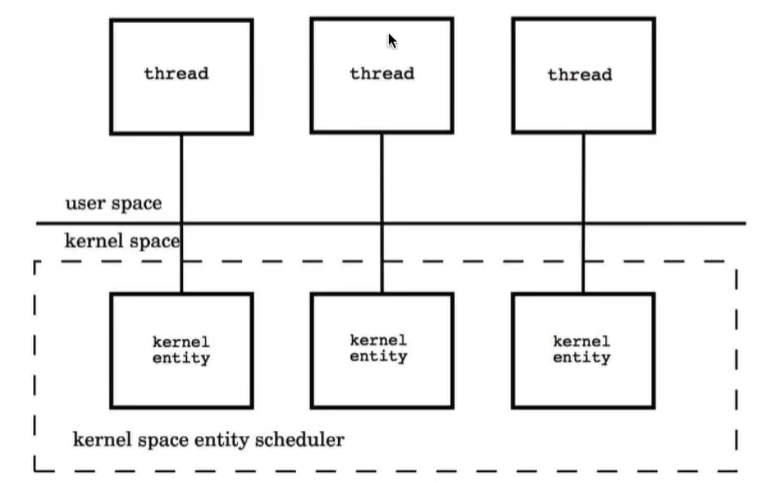 thread
thread
thread
user space
kernel space
kernel
entity
kernel
entity
kernel
entity
kernel space entity scheduler